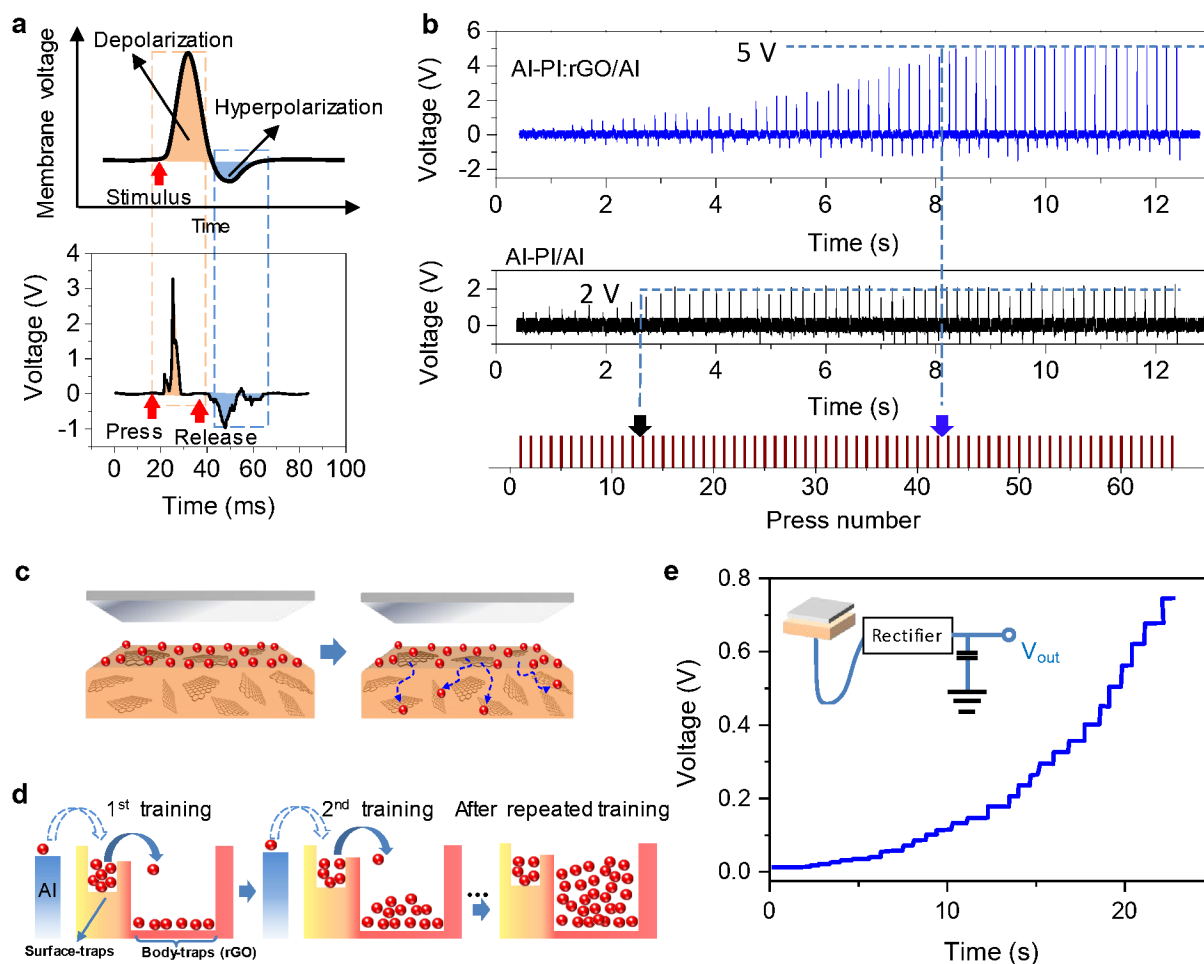 a
Membrane voltage
Depolarization
Hyperpolarization
Stimulus
Time
Voltage (V)
4
3
2
1
0
-1
Press
Release
0 20 40 60 80 100
Time (ms)
b
Voltage (V)
6
4
2
0
-2
Al-PI:rGO/Al
5 V
0 2 4 6 8 10 12
Time (s)
Al-PI/Al
Voltage (V)
2
0
2 V
0 2 4 6 8 10 12
Time (s)
0 10 20 30 40 50 60
Press number
c
d
1st training
2nd training
After repeated training
Al
...
Surface-traps
Body-traps (rGO)
e
Voltage (V)
0.8
0.6
0.4
0.2
0.0
Rectifier
Vout
0 10 20
Time (s)